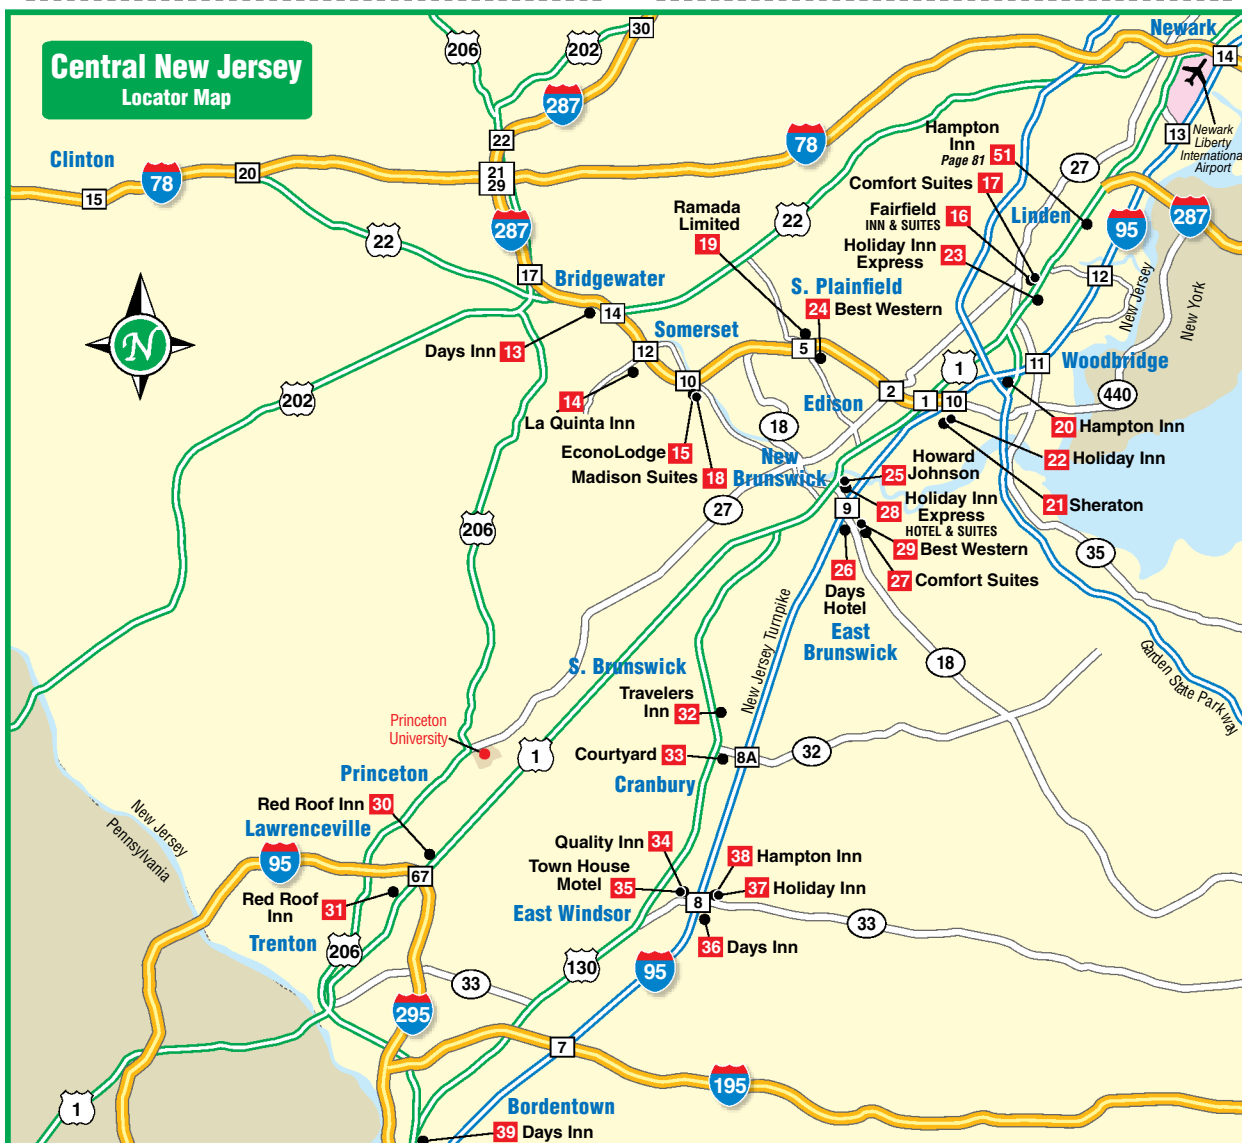 Central New Jersey
Locator Map
206
202
30
Newark
14
287
22
13
Newark
Liberty
International
Airport
Hampton
Inn
Page 81
51
27
78
Clinton
78
20
21
29
15
Comfort Suites 17
Fairfield
INN & SUITES
16
Linden
287
95
Ramada
Limited
19
22
Holiday Inn
Express
23
22
287
17
Bridgewater
12
New Jersey
New York
S. Plainfield
24 Best Western
N
14
Somerset
Days Inn 13
12
5
1
11
Woodbridge
10
2
1
10
440
202
14
La Quinta Inn
Edison
18
20 Hampton Inn
EconoLodge 15
New
Brunswick
Howard
Johnson
25
22 Holiday Inn
Madison Suites 18
27
206
9
28
Holiday Inn
Express
HOTEL & SUITES
21 Sheraton
29 Best Western
35
26
Days
Hotel
27 Comfort Suites
New Jersey Turnpike
East
Brunswick
18
Garden State Parkway
S. Brunswick
Travelers
Inn
32
Princeton
University
1
Courtyard 33
8A
32
Princeton
Cranbury
Red Roof Inn 30
New Jersey
Pennsylvania
Lawrenceville
95
67
Quality Inn 34
38 Hampton Inn
Town House
Motel
35
37 Holiday Inn
Red Roof
Inn
31
8
East Windsor
33
Trenton
206
36 Days Inn
130
95
33
295
7
195
1
Bordentown
39 Days Inn